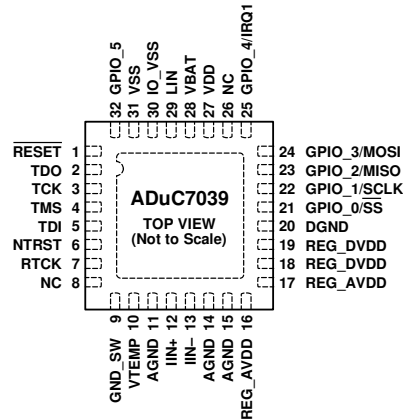 32 GPIO_5
31 VSS
30 IO_VSS
29 LIN
28 VBAT
27 VDD
26 NC
25 GPIO_4/IRQ1
RESET 1
TDO 2
TCK 3
TMS 4
TDI 5
NTRST 6
RTCK 7
NC 8
ADuC7039
TOP VIEW
(Not to Scale)
24 GPIO_3/MOSI
23 GPIO_2/MISO
22 GPIO_1/SCLK
21 GPIO_0/SS
20 DGND
19 REG_DVDD
18 REG_DVDD
17 REG_AVDD
GND_SW 9
VTEMP 10
AGND 11
IIN+ 12
IIN– 13
AGND 14
AGND 15
REG_AVDD 16